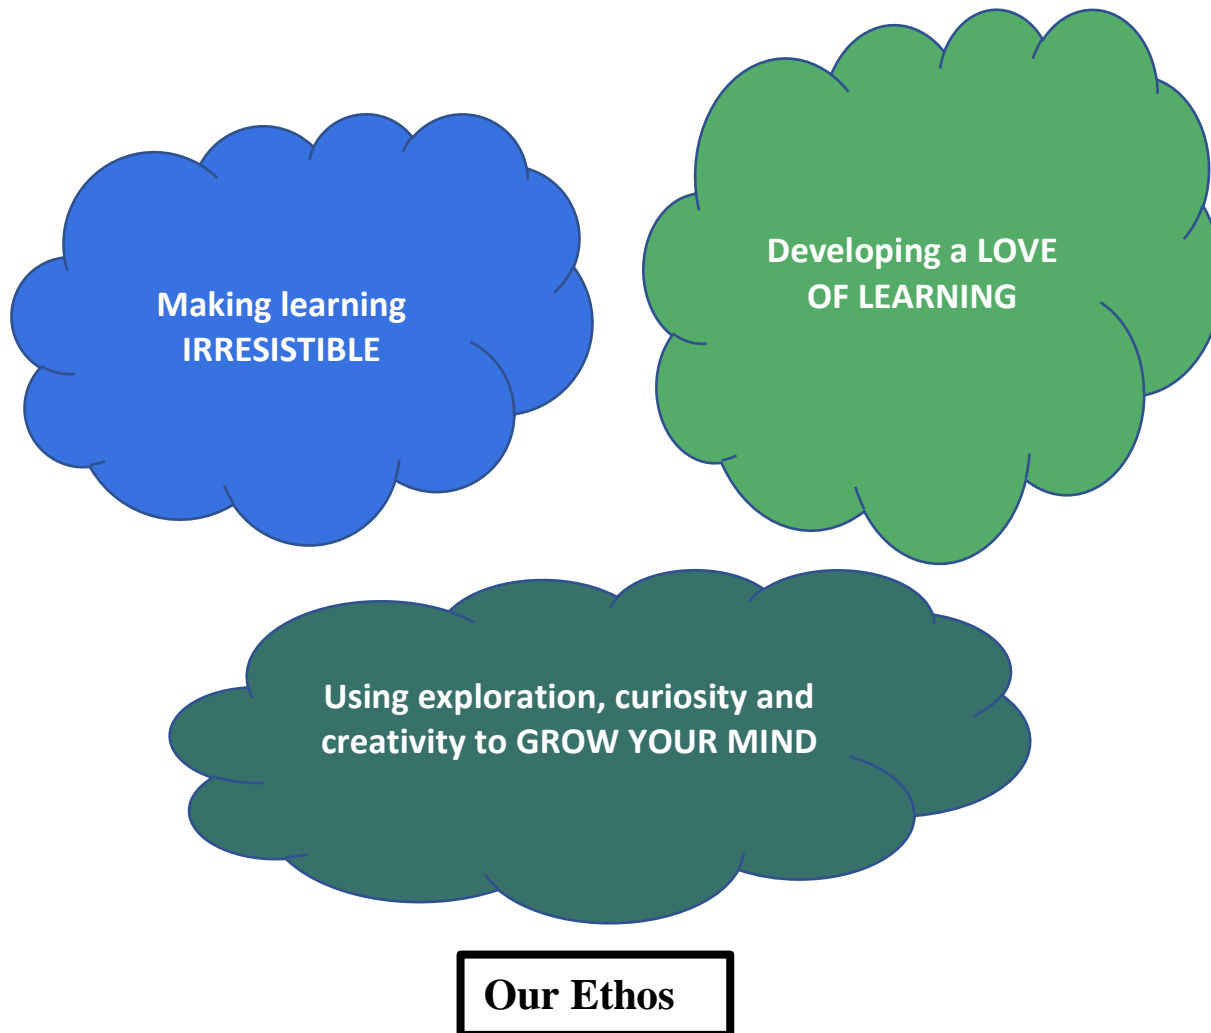 Making learning
IRRESISTIBLE
Developing a LOVE
OF LEARNING
Using exploration, curiosity and
creativity to GROW YOUR MIND
Our Ethos